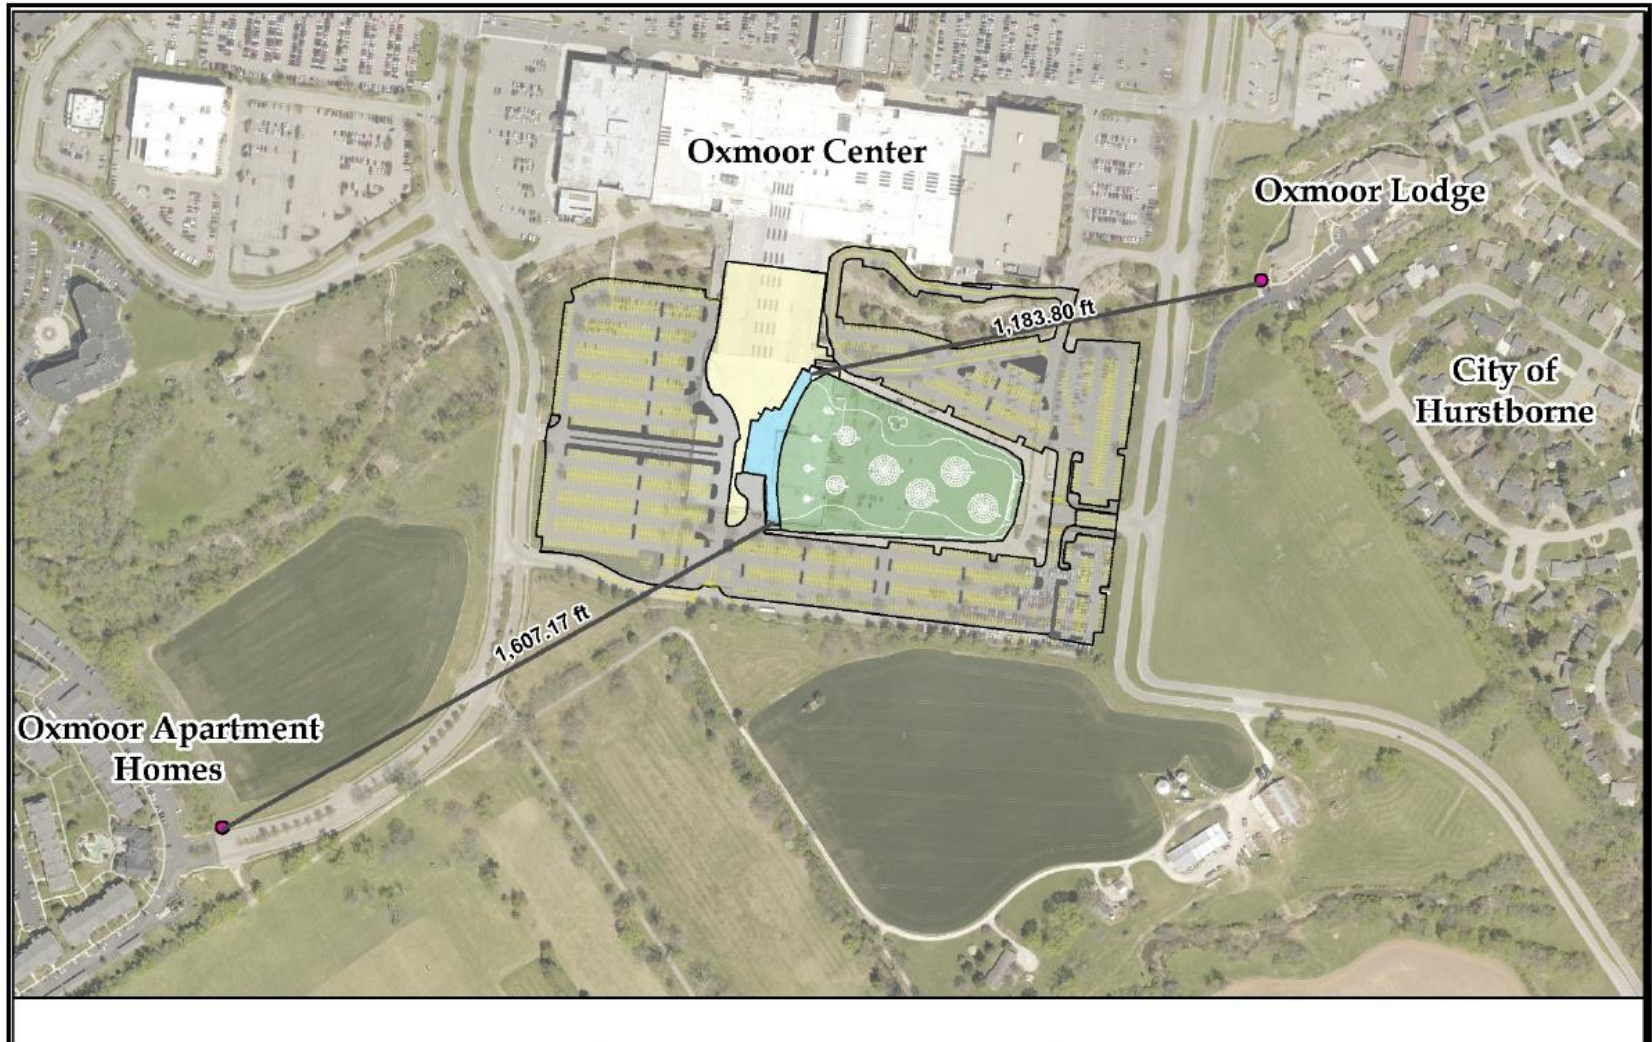 Oxmoor Center
Oxmoor Lodge
1,183.80 ft
City of
Hurstborne
1,607.17 ft
Oxmoor Apartment
Homes